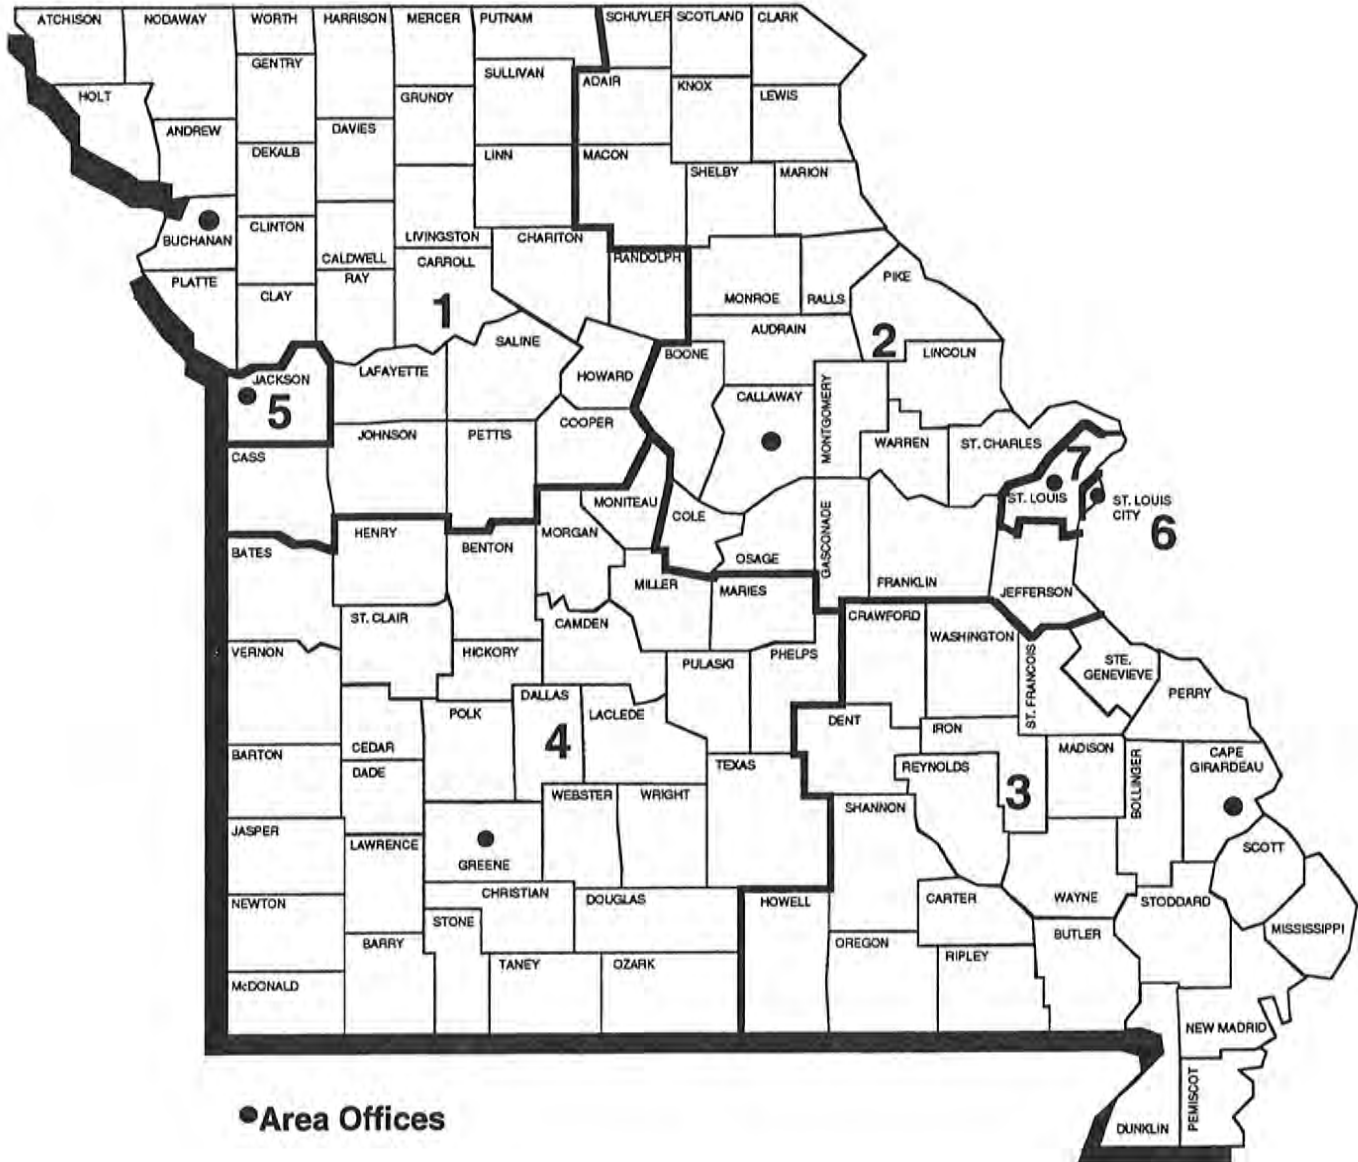 ATCHISON
NODAWAY
WORTH
HARRISON
MERCER
PUTNAM
SCHUYLER
SCOTLAND
CLARK
GENTRY
SULLIVAN
ADAIR
KNOX
HOLT
GRUNDY
LEWIS
ANDREW
DAVIES
DEKALB
LINN
MACON
SHELBY
MARION
CLINTON
BUCHANAN
LIVINGSTON
CHARITON
CALDWELL
CARROLL
RANDOLPH
PLATTE
RAY
PIKE
CLAY
1
MONROE
RALLS
AUDRAIN
SALINE
2
BOONE
LINCOLN
LAFAYETTE
JACKSON
HOWARD
5
CALLAWAY
MONTGOMERY
COOPER
JOHNSON
PETTIS
WARREN
ST. CHARLES
CASS
7
MONITEAU
ST. LOUIS
ST. LOUIS
CITY
COLE
6
HENRY
MORGAN
BENTON
BATES
OSAGE
GASCONADE
MILLER
MARIES
FRANKLIN
JEFFERSON
ST. CLAIR
CAMDEN
CRAWFORD
WASHINGTON
VERNON
HICKORY
PULASKI
PHELPS
ST. FRANCOIS
STE.
GENEVIEVE
PERRY
DALLAS
POLK
LACLEDE
DENT
IRON
4
CEDAR
BARTON
MADISON
CAPE
GIRARDEAU
TEXAS
DADE
REYNOLDS
BOLLINGER
WEBSTER
WRIGHT
3
SHANNON
JASPER
LAWRENCE
GREENE
SCOTT
CHRISTIAN
DOUGLAS
HOWELL
CARTER
WAYNE
STODDARD
NEWTON
STONE
MISSISSIPPI
BARRY
OREGON
BUTLER
TANEY
OZARK
RIPLEY
McDONALD
NEW MADRID
PEMISCOT
DUNKLIN
Area Offices